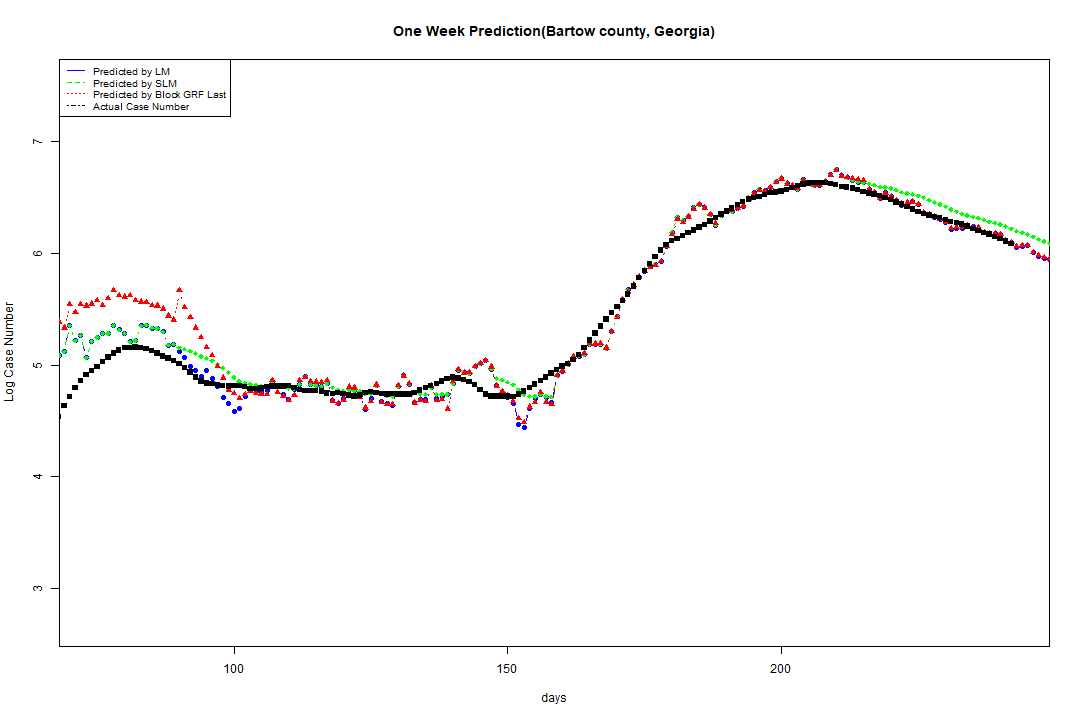 One Week Prediction(Bartow county, Georgia)
Predicted by LM
Predicted by SLM
Predicted by Block GRF Last
Actual Case Number
7
6
5
4
3
Log Case Number
100 150 200
days